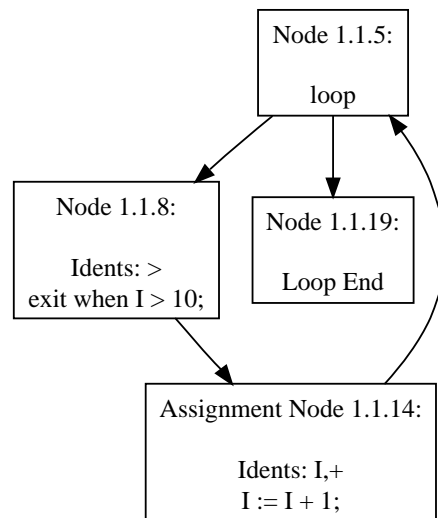 Node 1.1.5:
loop
Node 1.1.8:
Idents: >
exit when I > 10;
Node 1.1.19:
Loop End
Assignment Node 1.1.14:
Idents: I,+
I := I + 1;